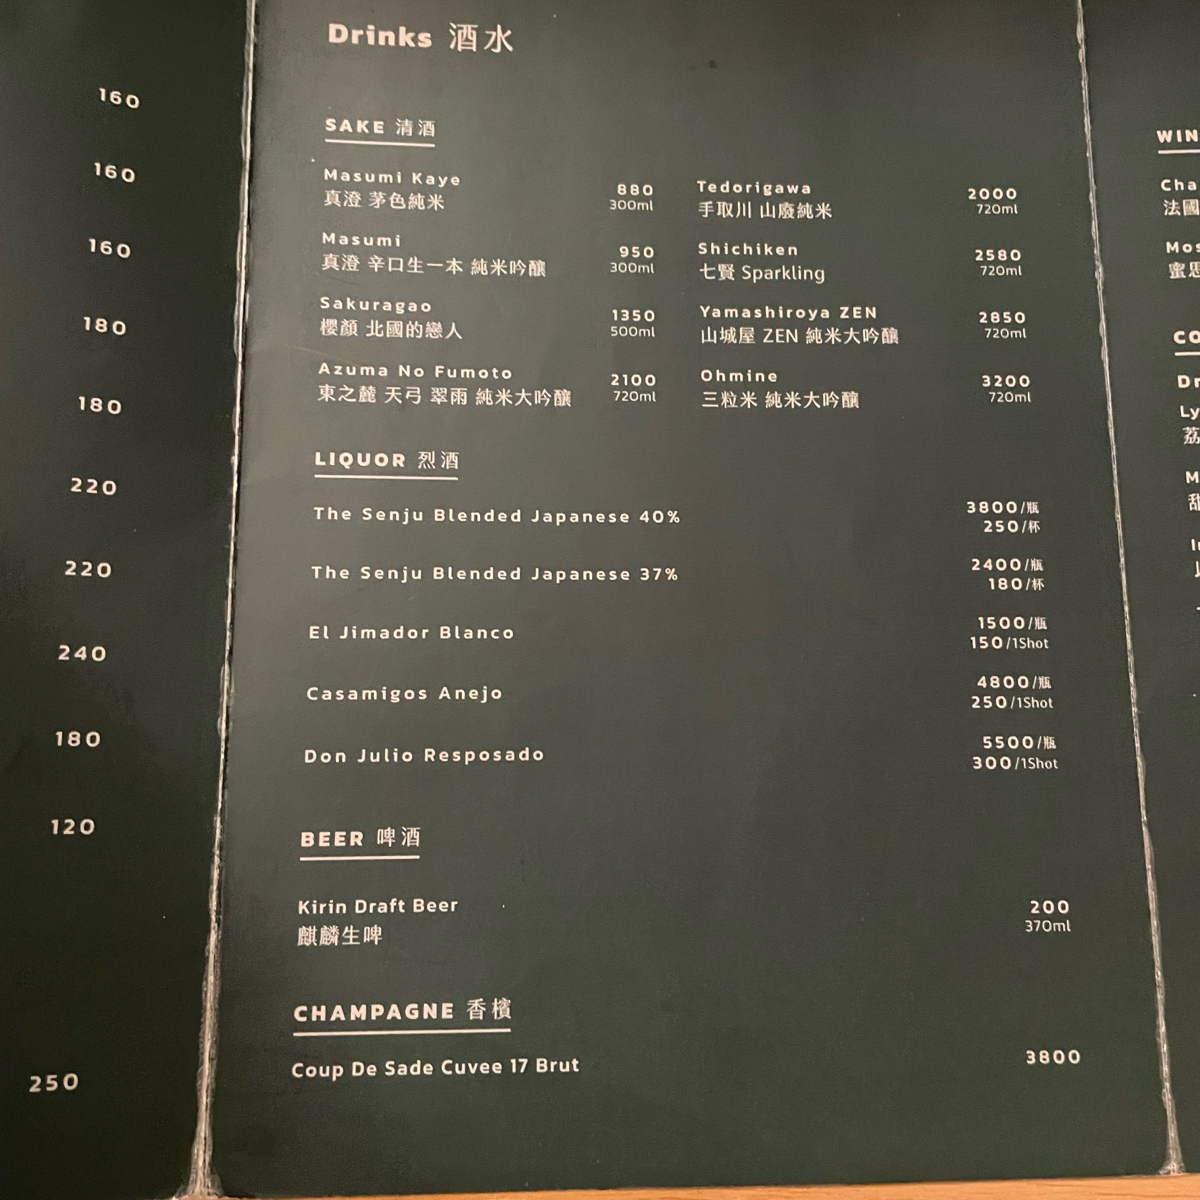 160
160
160
180
180
220
220
240
180
120
250
Drinks 酒水
SAKE 清酒
Masumi Kaye 880
真澄 茅色純米 300ml
Masumi 950
真澄 辛口生一本 純米吟釀 300ml
Sakuragao 1350
櫻顏 北國的戀人 500ml
Azuma No Fumoto 2100
東之麓 天弓 翠雨 純米大吟釀 720ml
Tedorigawa 2000
手取川 山廢純米 720ml
Shichiken 2580
七賢 Sparkling 720ml
Yamashiroya ZEN 2850
山城屋 ZEN 純米大吟釀 720ml
Ohmine 3200
三粒米 純米大吟釀 720ml
LIQUOR 烈酒
The Senju Blended Japanese 40% 3800/瓶
250/杯
The Senju Blended Japanese 37% 2400/瓶
180/杯
El Jimador Blanco 1500/瓶
150/1Shot
Casamigos Anejo 4800/瓶
250/1Shot
Don Julio Resposado 5500/瓶
300/1Shot
BEER 啤酒
Kirin Draft Beer 200
麒麟生啤 370ml
CHAMPAGNE 香檳
Coup De Sade Cuvee 17 Brut 3800
WIN
Cha
法國
Mos
蜜思
CO
Dr
Ly
荔
M
甜